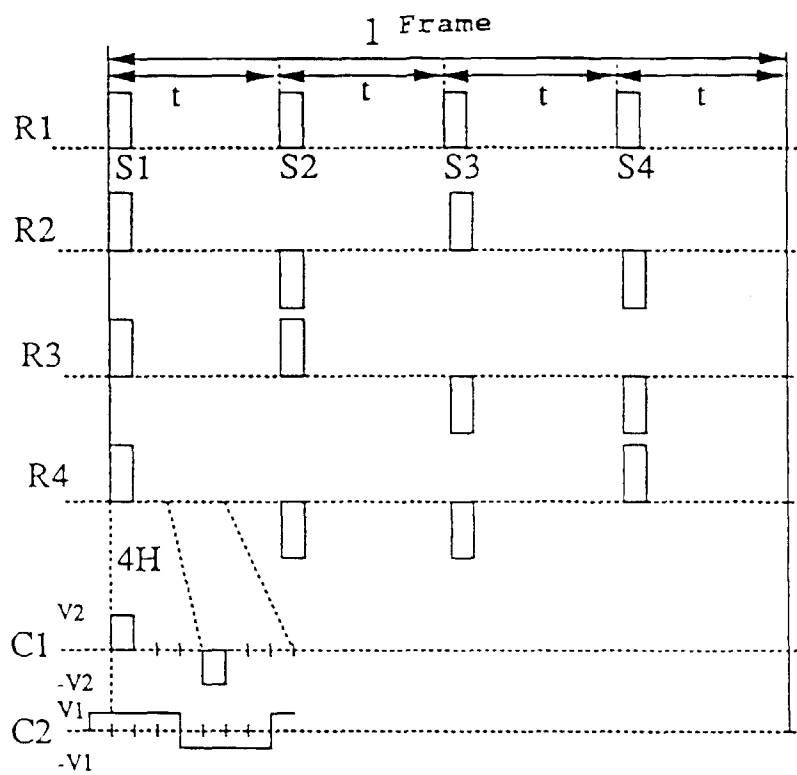 1 Frame
t t t t
R1
S1 S2 S3 S4
R2
R3
R4
4H
V2
C1
-V2
V1
C2
-V1